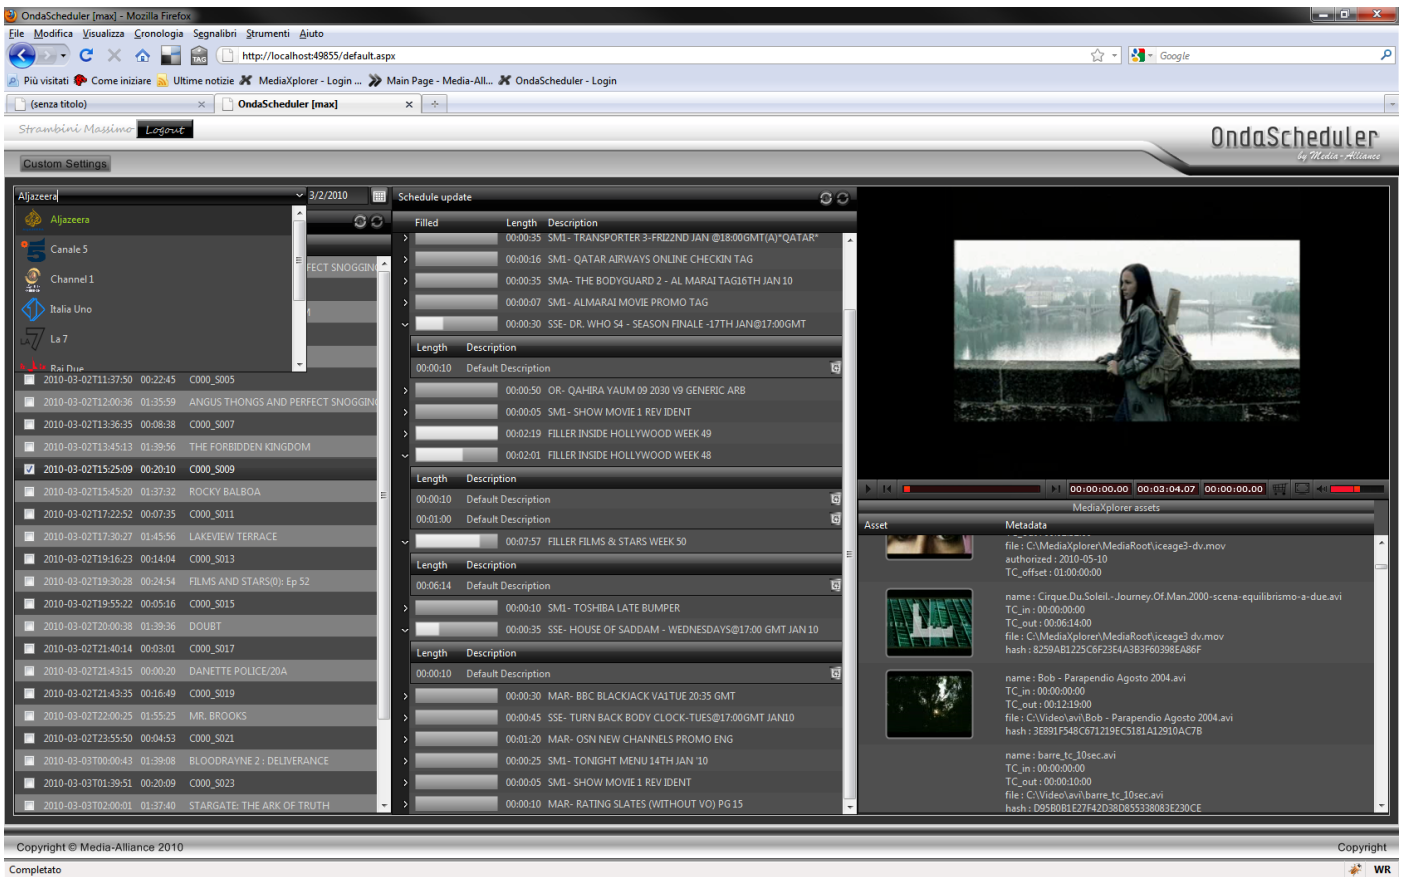 OndaScheduler [max] - Mozilla Firefox
File Modifica Visualizza Cronologia Segnalibri Strumenti Aiuto
TAG http://localhost:49855/default.aspx Google
Più visitati Come iniziare Ultime notizie MediaXplorer - Login ... Main Page - Media-All... OndaScheduler - Login
(senza titolo) OndaScheduler [max]
Strambini Massimo Logout
OndaScheduler
by Media-Alliance
Custom Settings
Aljazeera 3/2/2010
Aljazeera
Canale 5
Channel 1
FECT SNOGGING
Italia Uno
La 7
Rai Due
2010-03-02T11:37:50 00:22:45 C000_S005
2010-03-02T12:00:36 01:35:59 ANGUS THONGS AND PERFECT SNOGGING
2010-03-02T13:36:35 00:08:38 C000_S007
2010-03-02T13:45:13 01:39:56 THE FORBIDDEN KINGDOM
2010-03-02T15:25:09 00:20:10 C000_S009
2010-03-02T15:45:20 01:37:32 ROCKY BALBOA
2010-03-02T17:22:52 00:07:35 C000_S011
2010-03-02T17:30:27 01:45:56 LAKEVIEW TERRACE
2010-03-02T19:16:23 00:14:04 C000_S013
2010-03-02T19:30:28 00:24:54 FILMS AND STARS(0): Ep 52
2010-03-02T19:55:22 00:05:16 C000_S015
2010-03-02T20:00:38 01:39:36 DOUBT
2010-03-02T21:40:14 00:03:01 C000_S017
2010-03-02T21:43:15 00:00:20 DANETTE POLICE/20A
2010-03-02T21:43:35 00:16:49 C000_S019
2010-03-02T22:00:25 01:55:25 MR. BROOKS
2010-03-02T23:55:50 00:04:53 C000_S021
2010-03-03T00:00:43 01:39:08 BLOODRAYNE 2 : DELIVERANCE
2010-03-03T01:39:51 00:20:09 C000_S023
2010-03-03T02:00:01 01:37:40 STARGATE: THE ARK OF TRUTH
Schedule update
Filled Length Description
00:00:35 SM1- TRANSPORTER 3-FRI22ND JAN @18:00GMT(A)*QATAR*
00:00:16 SM1- QATAR AIRWAYS ONLINE CHECKIN TAG
00:00:35 SMA- THE BODYGUARD 2 - AL MARAI TAG16TH JAN 10
00:00:07 SM1- ALMARAI MOVIE PROMO TAG
00:00:30 SSE- DR. WHO S4 - SEASON FINALE -17TH JAN@17:00GMT
Length Description
00:00:10 Default Description
00:00:50 OR- QAHIRA YAUM 09 2030 V9 GENERIC ARB
00:00:05 SM1- SHOW MOVIE 1 REV IDENT
00:02:19 FILLER INSIDE HOLLYWOOD WEEK 49
00:02:01 FILLER INSIDE HOLLYWOOD WEEK 48
Length Description
00:00:10 Default Description
00:01:00 Default Description
00:07:57 FILLER FILMS & STARS WEEK 50
Length Description
00:06:14 Default Description
00:00:10 SM1- TOSHIBA LATE BUMPER
00:00:35 SSE- HOUSE OF SADDAM - WEDNESDAYS@17:00 GMT JAN 10
Length Description
00:00:10 Default Description
00:00:30 MAR- BBC BLACKJACK VA1TUE 20:35 GMT
00:00:45 SSE- TURN BACK BODY CLOCK-TUES@17:00GMT JAN10
00:01:20 MAR- OSN NEW CHANNELS PROMO ENG
00:00:25 SM1- TONIGHT MENU 14TH JAN '10
00:00:05 SM1- SHOW MOVIE 1 REV IDENT
00:00:10 MAR- RATING SLATES (WITHOUT VO) PG 15
00:00:00.00 00:03:04.07 00:00:00.00
MediaXplorer assets
Asset Metadata
file : C:\MediaXplorer\MediaRoot\iceage3-dv.mov
authorized : 2010-05-10
TC_offset : 01:00:00:00
name : Cirque.Du.Soleil.-.Journey.Of.Man.2000-scena-equilibrismo-a-due.avi
TC_in : 00:00:00:00
TC_out : 00:06:14:00
file : C:\MediaXplorer\MediaRoot\iceage3 dv.mov
hash : 8259AB1225C6F23E4A3B3F60398EA86F
name : Bob - Parapendio Agosto 2004.avi
TC_in : 00:00:00:00
TC_out : 00:12:19:00
file : C:\Video\avi\Bob - Parapendio Agosto 2004.avi
hash : 3E891F548C671219EC5181A12910AC7B
name : barre_tc_10sec.avi
TC_in : 00:00:00:00
TC_out : 00:00:10:00
file : C:\Video\avi\barre_tc_10sec.avi
hash : D95B0B1E27F42D38D855338083E230CE
Copyright © Media-Alliance 2010 Copyright
Completato WR